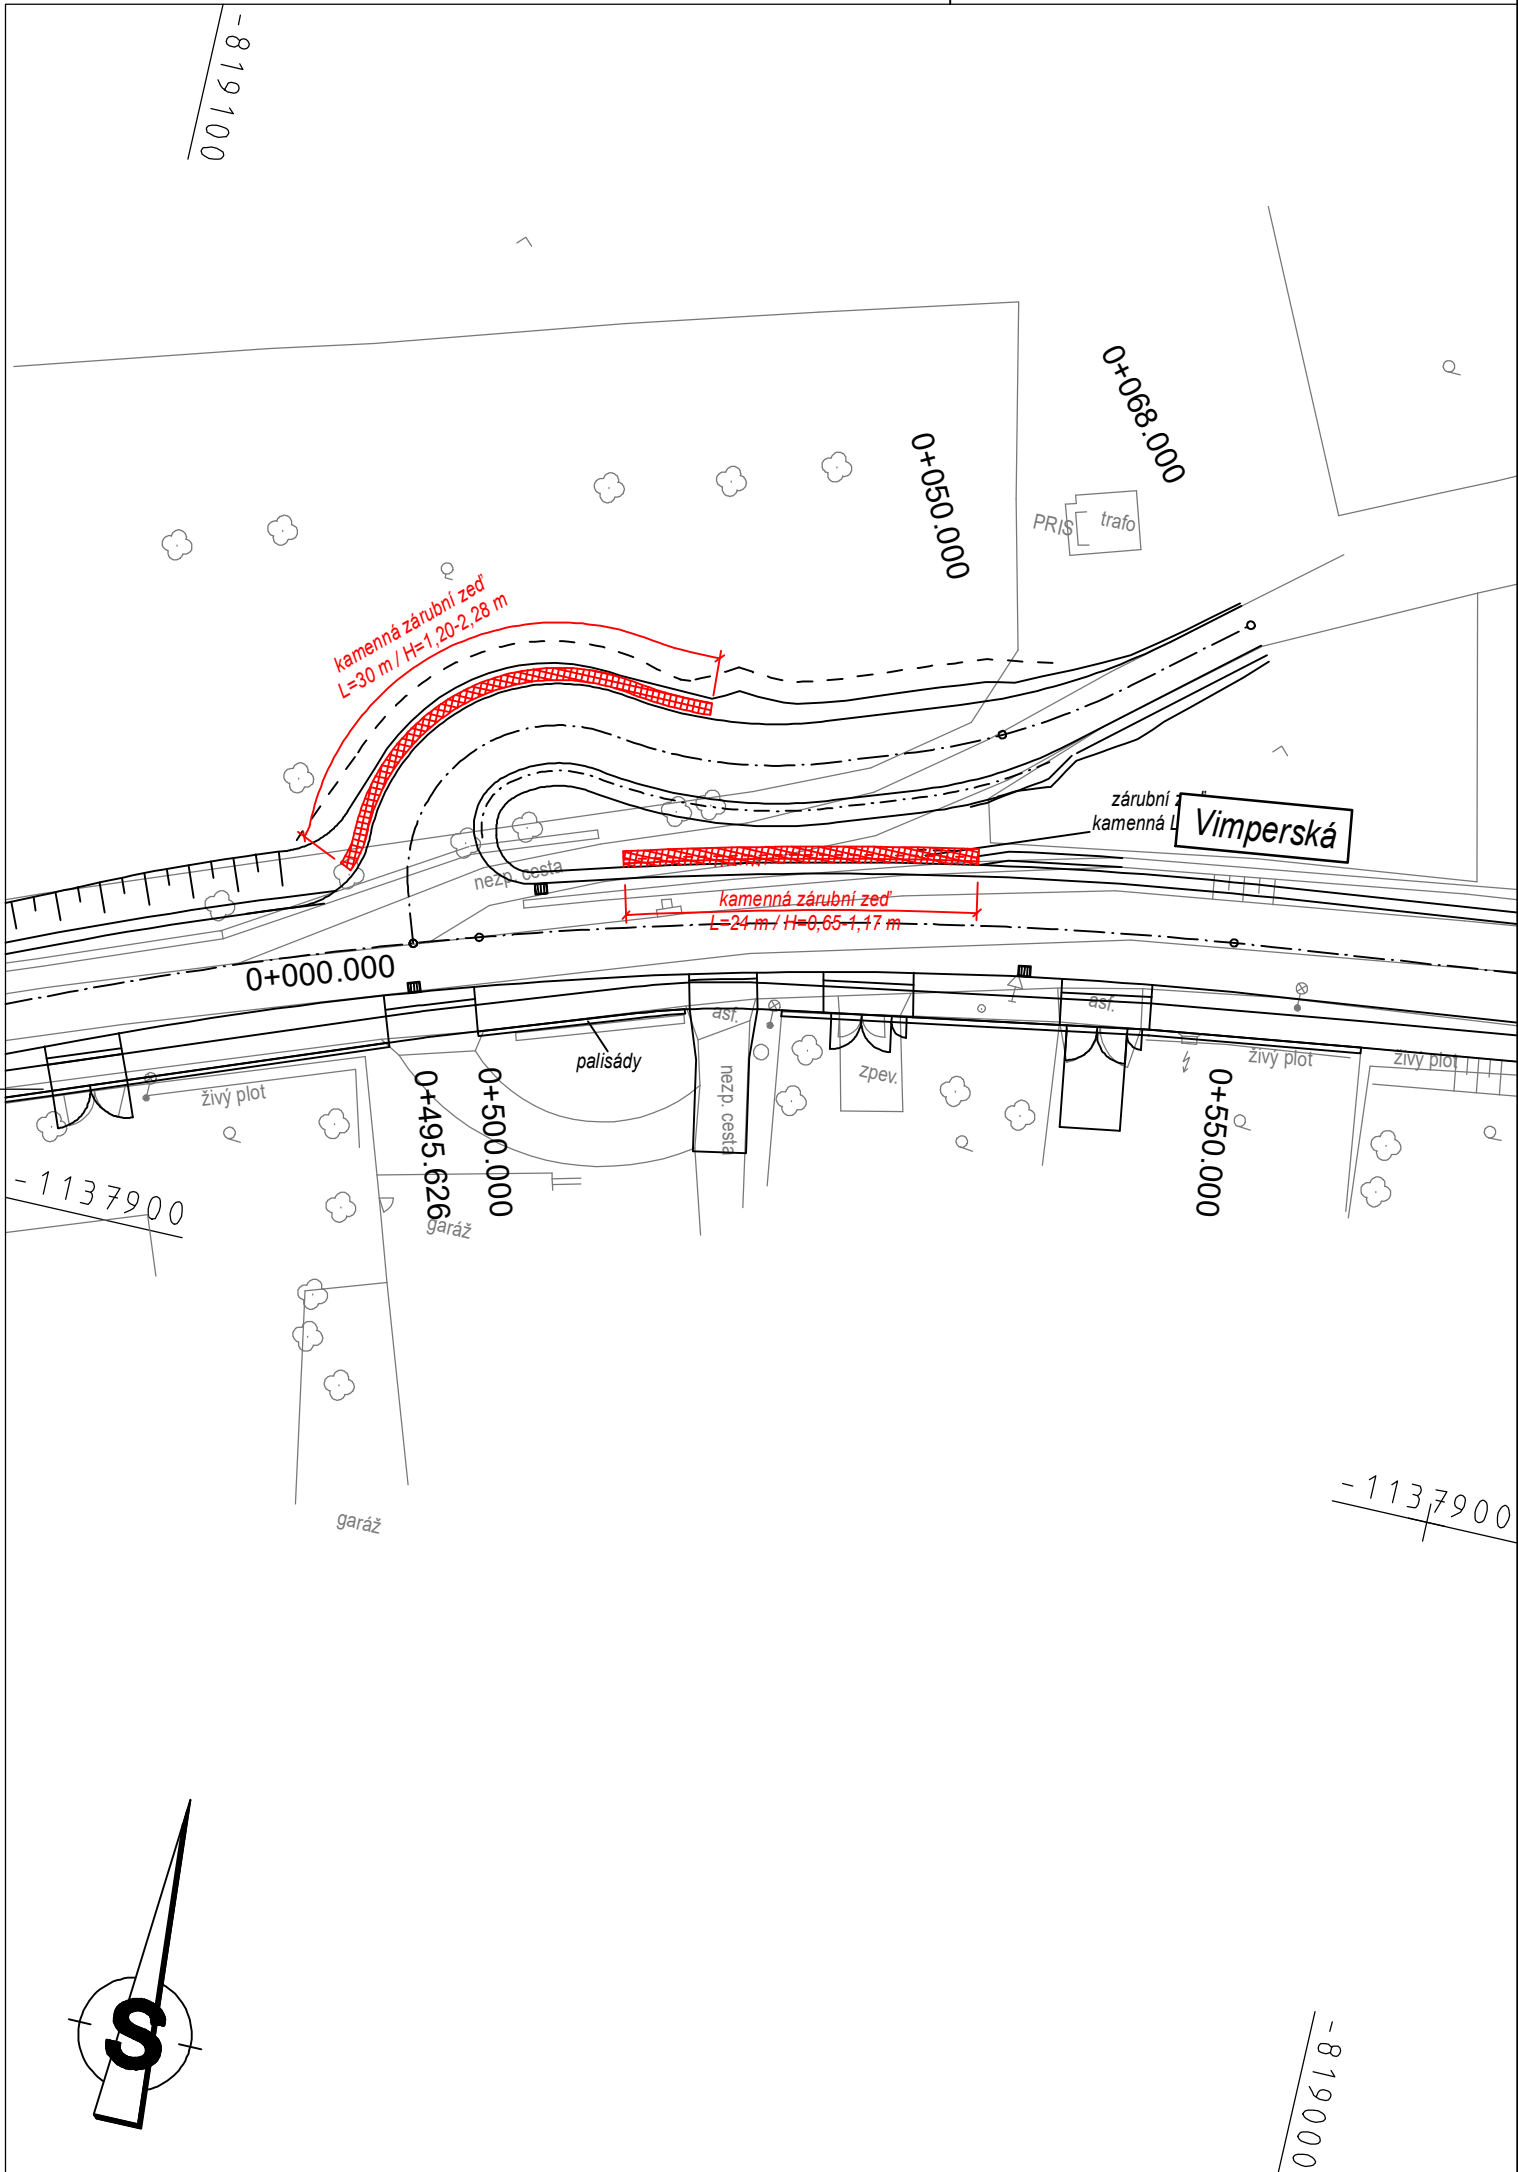 -819100
0+068.000
0+050.000
PRIS
trafo
kamenná zárubní zeď
L=30 m / H=1,20-2,28 m
zárubní
kamenná
Vimperská
nezp. cesta
kamenná zárubní zeď
L=24 m / H=0,65-1,17 m
0+000.000
asf.
asf.
palisády
zpev.
živý plot
živý plot
živý plot
nezp. cesta
0+495.626
0+500.000
0+550.000
-1137900
garáž
garáž
-1137900
S
-819000